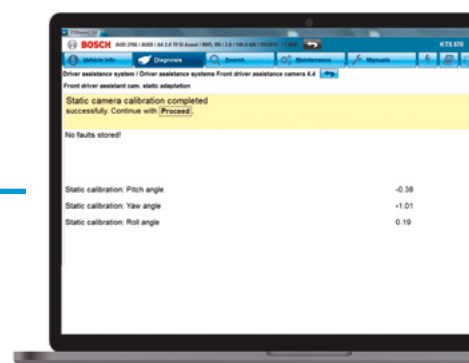 BOSCH
KTS 570
Vehicle Info Diagnosis Search Maintenance Manuals
Driver assistance system / Driver assistance systems Front driver assistance camera 4.4
Front driver assistant cam. static adaptation
Static camera calibration completed
successfully. Continue with Proceed.
No faults stored!
Static calibration: Pitch angle -0.38
Static calibration: Yaw angle -1.01
Static calibration: Roll angle 0.19